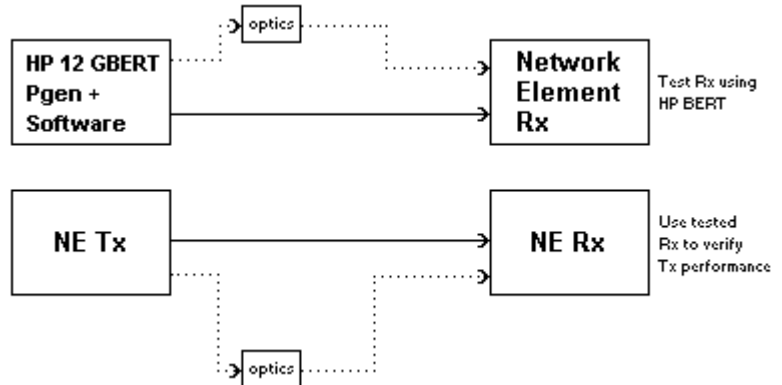 optics
HP 12 GBERT
Pgen +
Software
Network
Element
Rx
Test Rx using
HP BERT
NE Tx
NE Rx
Use tested
Rx to verify
Tx performance
optics